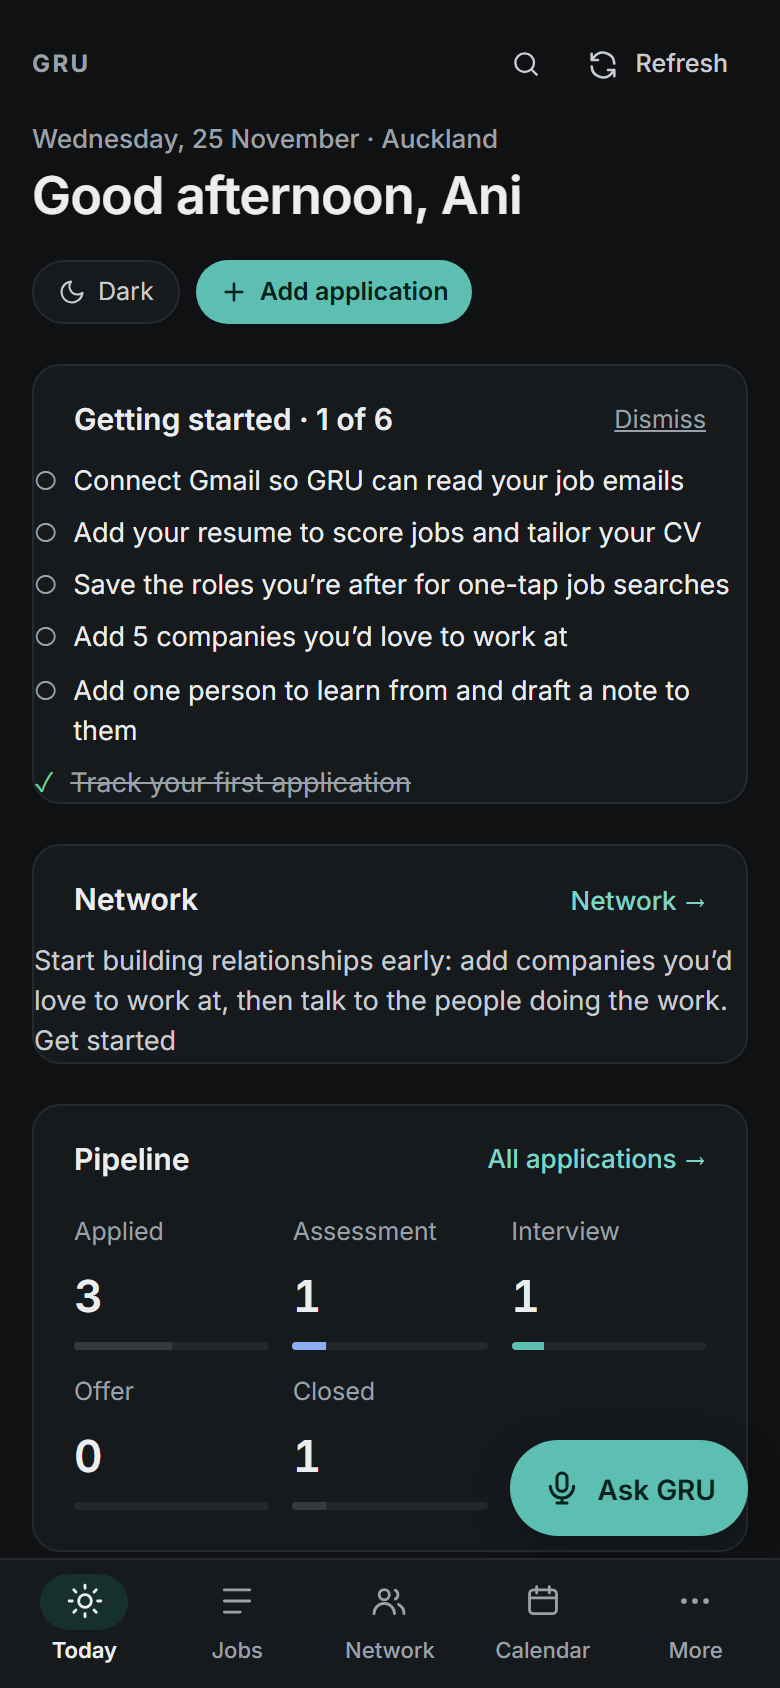 GRU
Refresh
Wednesday, 25 November · Auckland
Good afternoon, Ani
Dark
+ Add application
Getting started · 1 of 6
Dismiss
Connect Gmail so GRU can read your job emails
Add your resume to score jobs and tailor your CV
Save the roles you’re after for one-tap job searches
Add 5 companies you’d love to work at
Add one person to learn from and draft a note to
them
✓ Track your first application
Network
Network →
Start building relationships early: add companies you’d
love to work at, then talk to the people doing the work.
Get started
Pipeline
All applications →
Applied
Assessment
Interview
3
1
1
Offer
Closed
0
1
Ask GRU
Today
Jobs
Network
Calendar
More